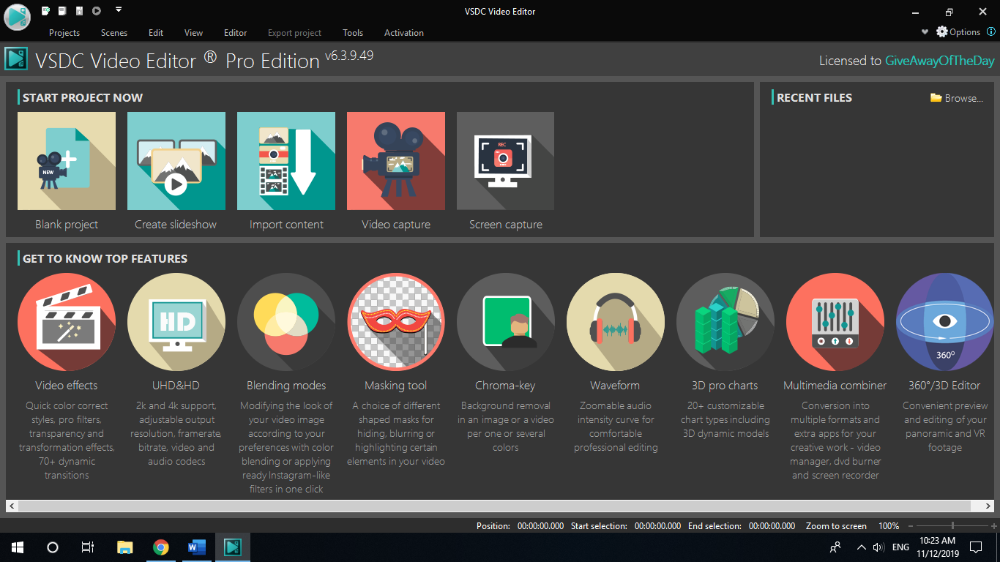 VSDC Video Editor
Projects Scenes Edit View Editor Export project Tools Activation Options
VSDC Video Editor ® Pro Edition v6.3.9.49
Licensed to GiveAwayOfTheDay
START PROJECT NOW
NEW
REC
Blank project
Create slideshow
Import content
Video capture
Screen capture
RECENT FILES
Browse...
GET TO KNOW TOP FEATURES
Video effects
Quick color correct
styles, pro filters,
transparency and
transformation effects,
70+ dynamic
transitions
HD
UHD&HD
2k and 4k support,
adjustable output
resolution, framerate,
bitrate, video and
audio codecs
Blending modes
Modifying the look of
your video image
according to your
preferences with color
blending or applying
ready Instagram-like
filters in one click
Masking tool
A choice of different
shaped masks for
hiding, blurring or
highlighting certain
elements in your video
Chroma-key
Background removal
in an image or a video
per one or several
colors
Waveform
Zoomable audio
intensity curve for
comfortable
professional editing
3D pro charts
20+ customizable
chart types including
3D dynamic models
Multimedia combiner
Conversion into
multiple formats and
extra apps for your
creative work - video
manager, dvd burner
and screen recorder
360°
360°/3D Editor
Convenient preview
and editing of your
panoramic and VR
footage
Position: 00:00:00.000 Start selection: 00:00:00.000 End selection: 00:00:00.000 Zoom to screen 100%
ENG
10:23 AM
11/12/2019